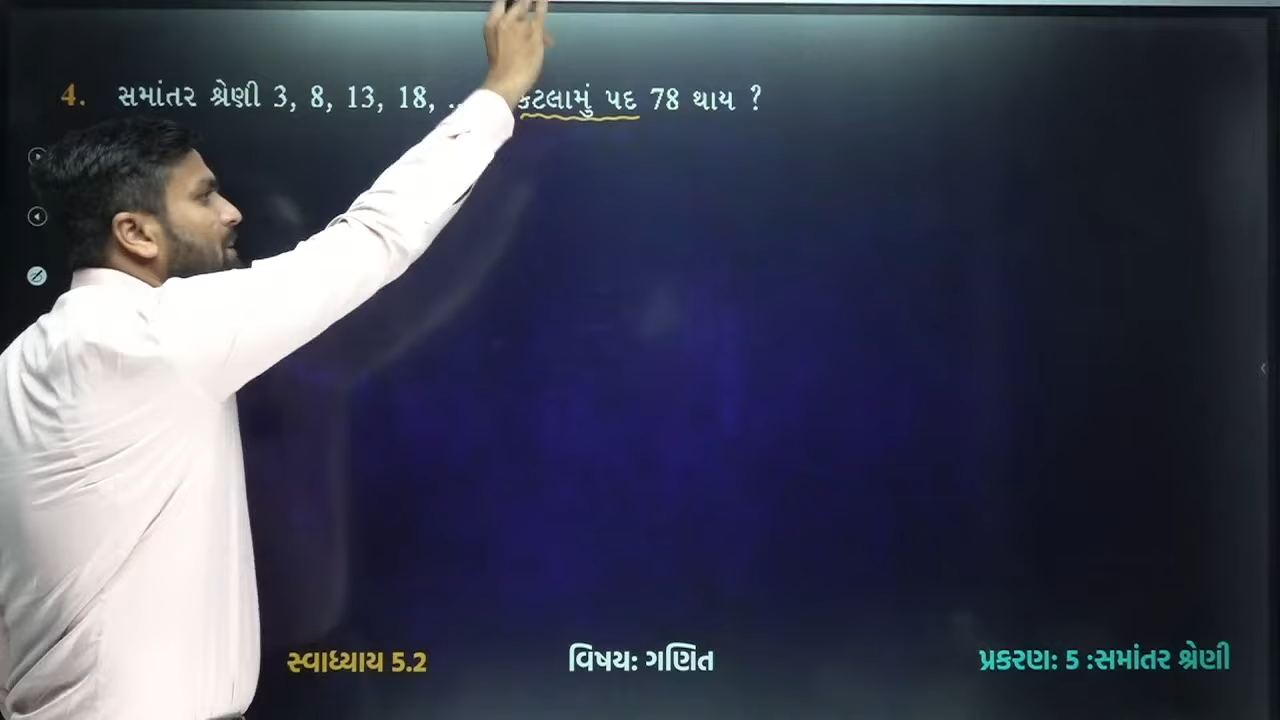 4. સમાંતર શ્રેણી 3, 8, 13, 18, .. કેટલામું પદ 78 થાય ?
સ્વાધ્યાય 5.2
વિષય: ગણિત
પ્રકરણ: 5 :સમાંતર શ્રેણી